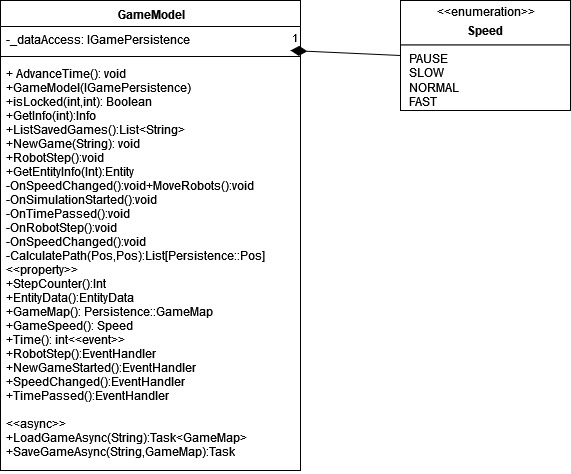 GameModel
-_dataAccess: IGamePersistence
1
+ AdvanceTime(): void
+GameModel(IGamePersistence)
+isLocked(int,int): Boolean
+GetInfo(int):Info
+ListSavedGames():List<String>
+NewGame(String): void
+RobotStep():void
+GetEntityInfo(Int):Entity
-OnSpeedChanged():void+MoveRobots():void
-OnSimulationStarted():void
-OnTimePassed():void
-OnRobotStep():void
-OnSpeedChanged():void
-CalculatePath(Pos,Pos):List[Persistence::Pos]
<<property>>
+StepCounter():Int
+EntityData():EntityData
+GameMap(): Persistence::GameMap
+GameSpeed(): Speed
+Time(): int<<event>>
+RobotStep():EventHandler
+NewGameStarted():EventHandler
+SpeedChanged():EventHandler
+TimePassed():EventHandler
<<async>>
+LoadGameAsync(String):Task<GameMap>
+SaveGameAsync(String,GameMap):Task
<<enumeration>>
Speed
PAUSE
SLOW
NORMAL
FAST